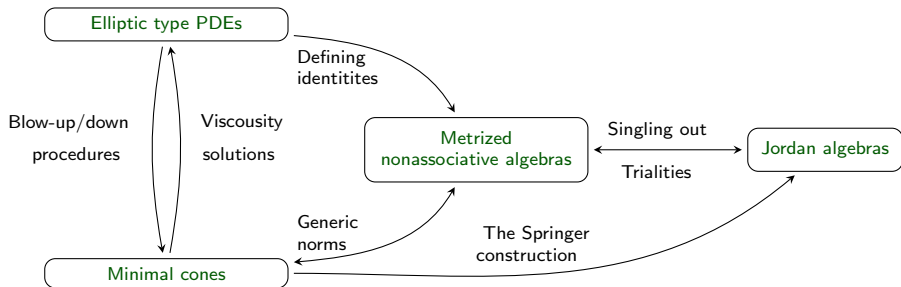 Elliptic type PDEs
Defining
identitites
Blow-up/down
procedures
Viscousity
solutions
Metrized
nonassociative algebras
Singling out
Trialities
Jordan algebras
Generic
norms
The Springer
construction
Minimal cones